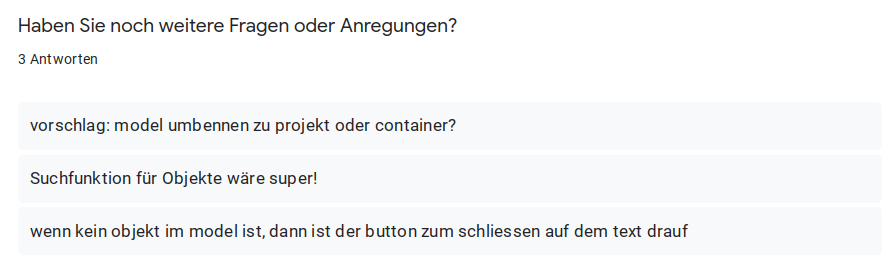 Haben Sie noch weitere Fragen oder Anregungen?
3 Antworten
vorschlag: model umbennen zu projekt oder container?
Suchfunktion für Objekte wäre super!
wenn kein objekt im model ist, dann ist der button zum schliessen auf dem text drauf